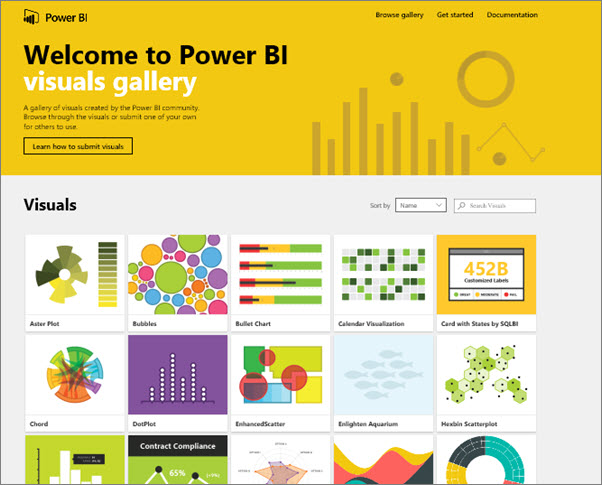 Power BI
Browse gallery
Get started
Documentation
Welcome to Power BI
visuals gallery
A gallery of visuals created by the Power BI community.
Browse through the visuals or submit one of your own
for others to use.
Learn how to submit visuals
Visuals
Sort by
Name
Search Visuals
452B
Customized Labels
Aster Plot
Bubbles
Bullet Chart
Calendar Visualization
Card with States by SQLBI
Chord
DotPlot
EnhancedScatter
Enlighten Aquarium
Hexbin Scatterplot
Contract Compliance
65%